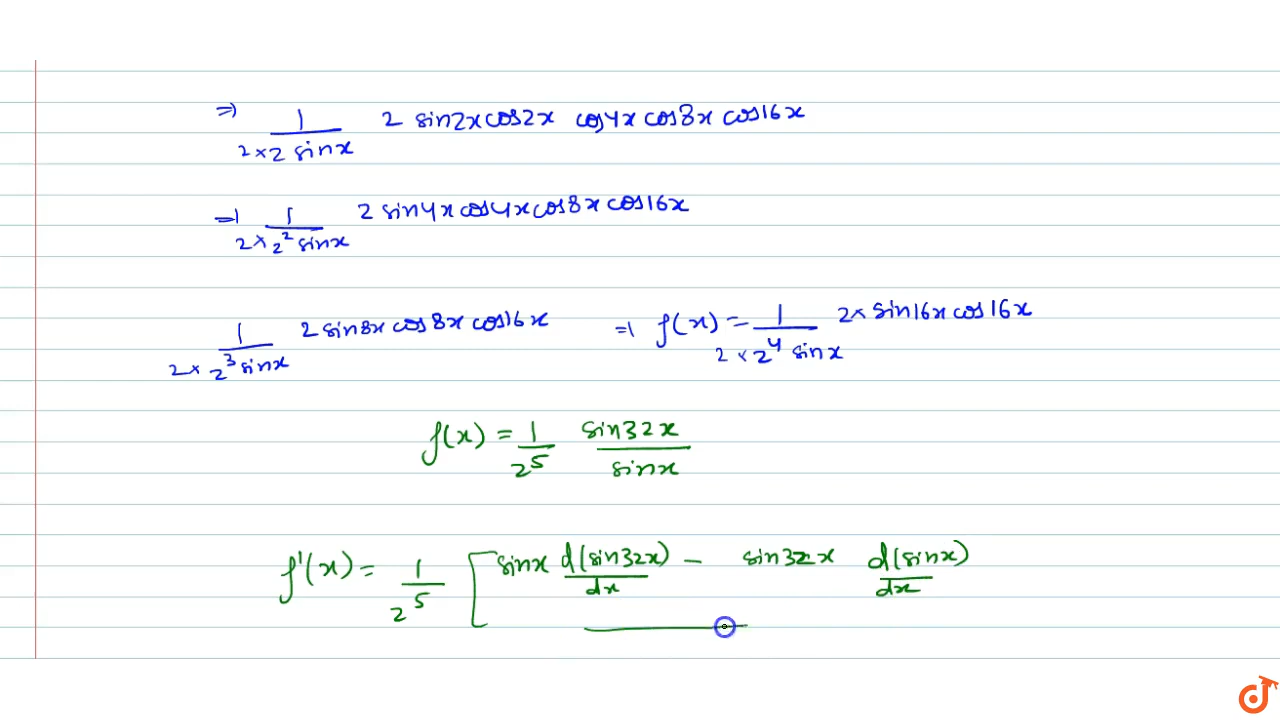 ⇒ 1/(2×2 sinx) 2 sin2x cos2x cos4x cos8x cos16x
⇒ 1/(2×2² sinx) 2 sin4x cos4x cos8x cos16x
1/(2×2³ sinx) 2 sin8x cos8x cos16x ⇒ f(x) = 1/(2×2⁴ sinx) 2× sin16x cos16x
f(x) = 1/2⁵ sin32x/sinx
f'(x) = 1/2⁵ [ sinx d(sin32x)/dx − sin32x d(sinx)/dx